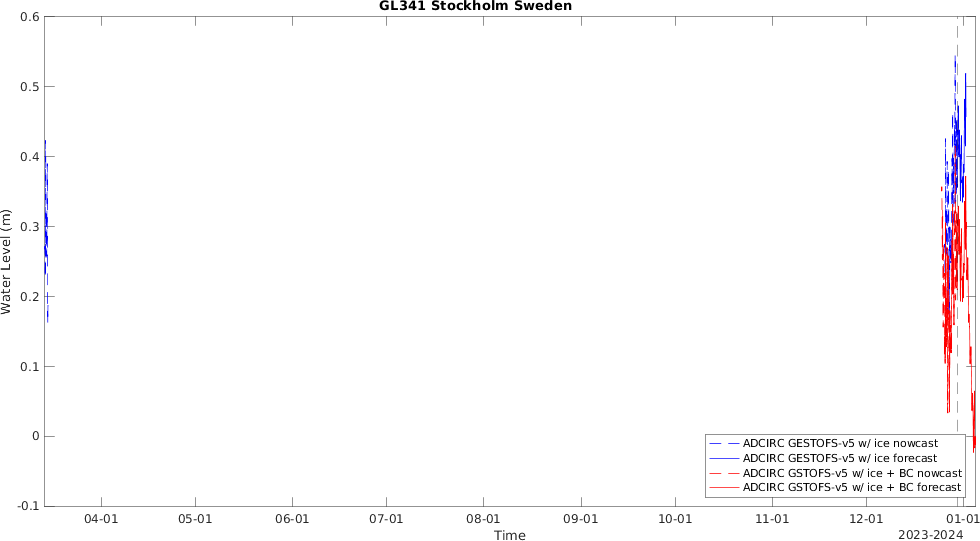 GL341 Stockholm Sweden
0.6
0.5
0.4
0.3
0.2
0.1
0
-0.1
Water Level (m)
ADCIRC GESTOFS-v5 w/ ice nowcast
ADCIRC GESTOFS-v5 w/ ice forecast
ADCIRC GSTOFS-v5 w/ ice + BC nowcast
ADCIRC GSTOFS-v5 w/ ice + BC forecast
04-01 05-01 06-01 07-01 08-01 09-01 10-01 11-01 12-01 01-01
Time
2023-2024